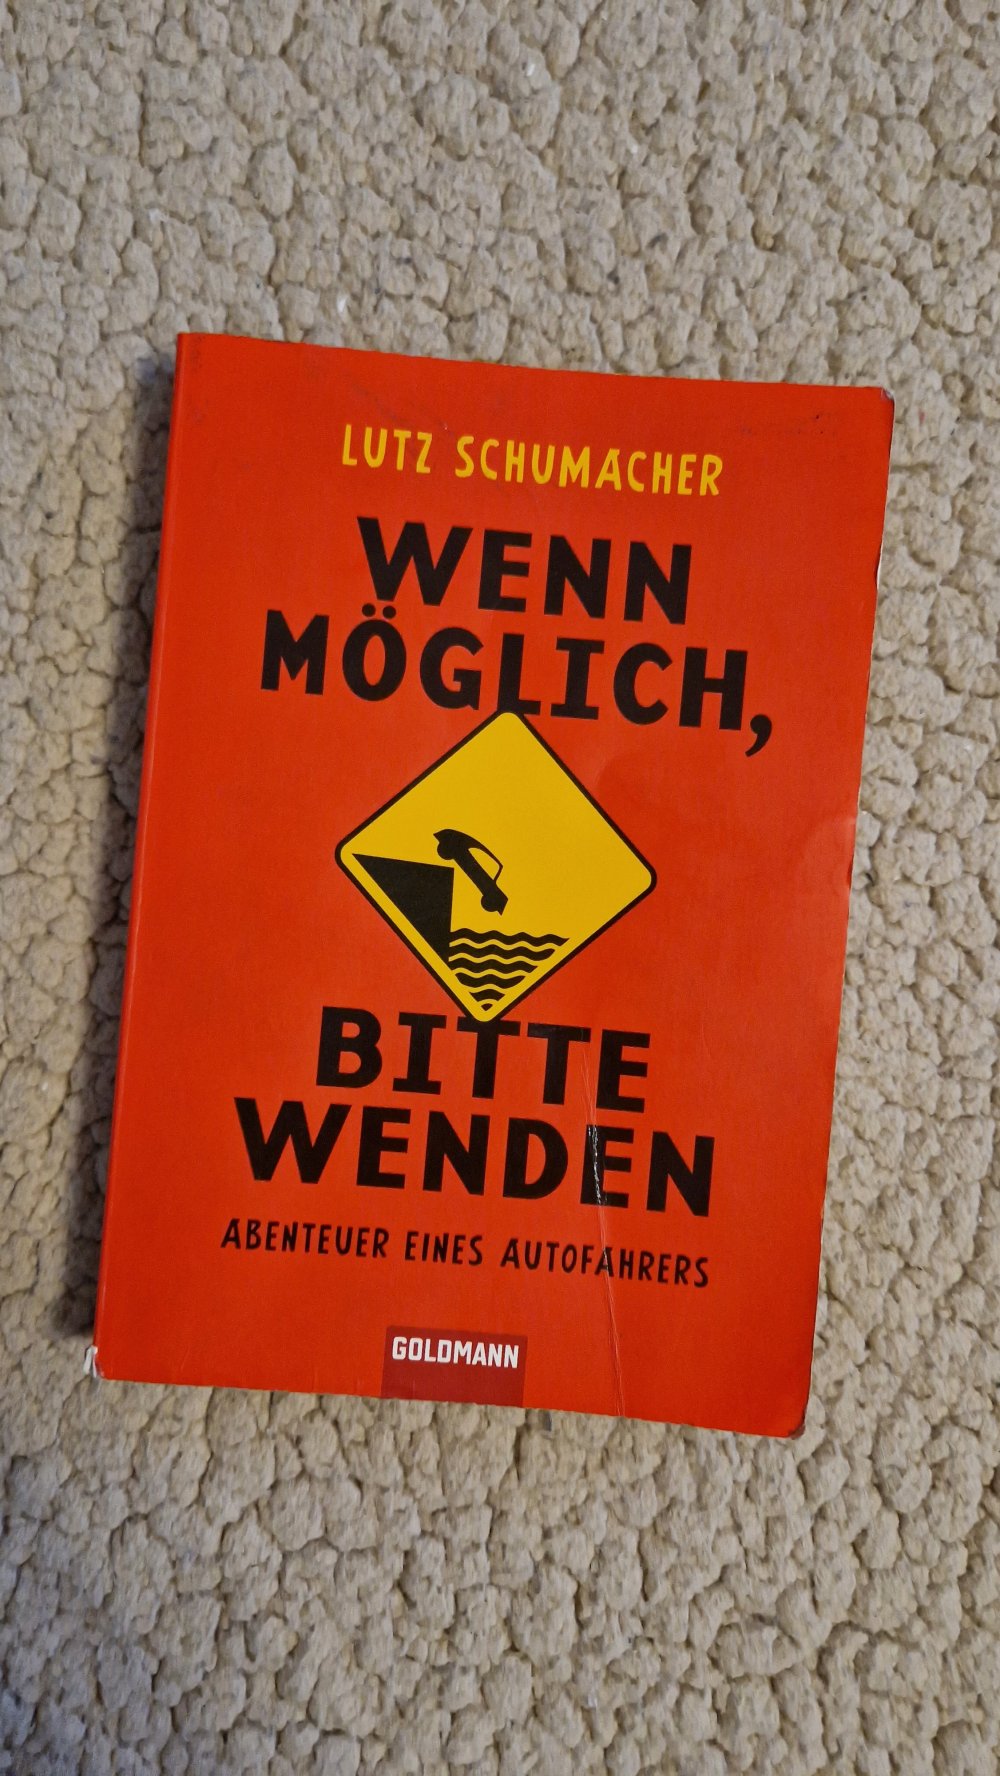 LUTZ SCHUMACHER
WENN
MÖGLICH,
BITTE
WENDEN
ABENTEUER EINES AUTOFAHRERS
GOLDMANN